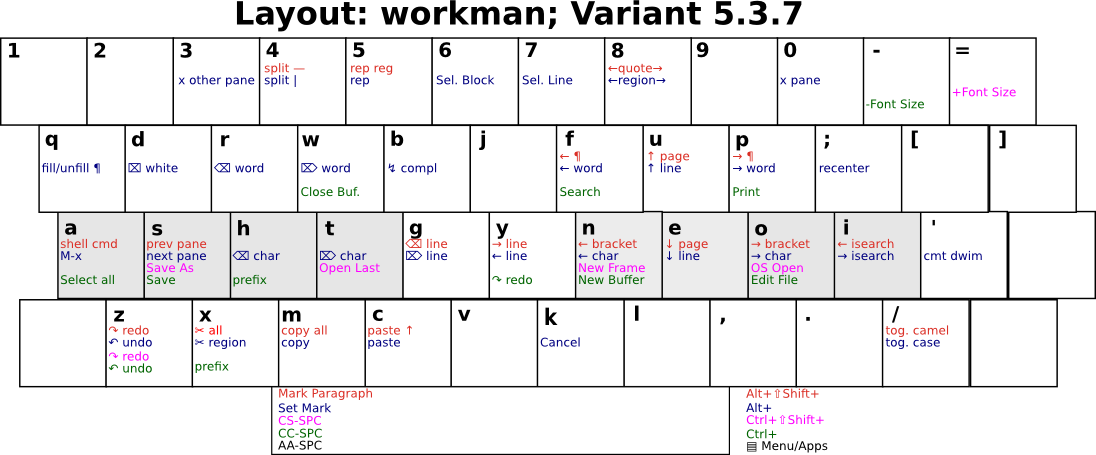 Layout: workman; Variant 5.3.7
1
2
3
x other pane
4
split —
split |
5
rep reg
rep
6
Sel. Block
7
Sel. Line
8
←quote→
←region→
9
0
x pane
-
-Font Size
=
+Font Size
q
fill/unfill ¶
d
⌧ white
r
⌫ word
w
⌦ word
Close Buf.
b
↯ compl
j
f
← ¶
← word
Search
u
↑ page
↑ line
p
→ ¶
→ word
Print
;
recenter
[
]
a
shell cmd
M-x
Select all
s
prev pane
next pane
Save As
Save
h
⌫ char
prefix
t
⌦ char
Open Last
g
⌫ line
⌦ line
y
→ line
← line
↷ redo
n
← bracket
← char
New Frame
New Buffer
e
↓ page
↓ line
o
→ bracket
→ char
OS Open
Edit File
i
← isearch
→ isearch
'
cmt dwim
z
↷ redo
↶ undo
↷ redo
↶ undo
x
✂ all
✂ region
prefix
m
copy all
copy
c
paste ↑
paste
v
k
Cancel
l
,
.
/
tog. camel
tog. case
Mark Paragraph
Set Mark
CS-SPC
CC-SPC
AA-SPC
Alt+⇧Shift+
Alt+
Ctrl+⇧Shift+
Ctrl+
▤ Menu/Apps